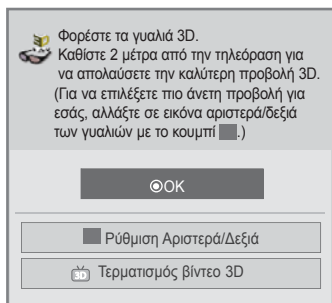 Φορέστε τα γυαλιά 3D.
Καθίστε 2 μέτρα από την τηλεόραση για
να απολαύσετε την καλύτερη προβολή 3D.
(Για να επιλέξετε πιο άνετη προβολή για
εσάς, αλλάξτε σε εικόνα αριστερά/δεξιά
των γυαλιών με το κουμπί .)
OK
Ρύθμιση Αριστερά/Δεξιά
3D Τερματισμός βίντεο 3D